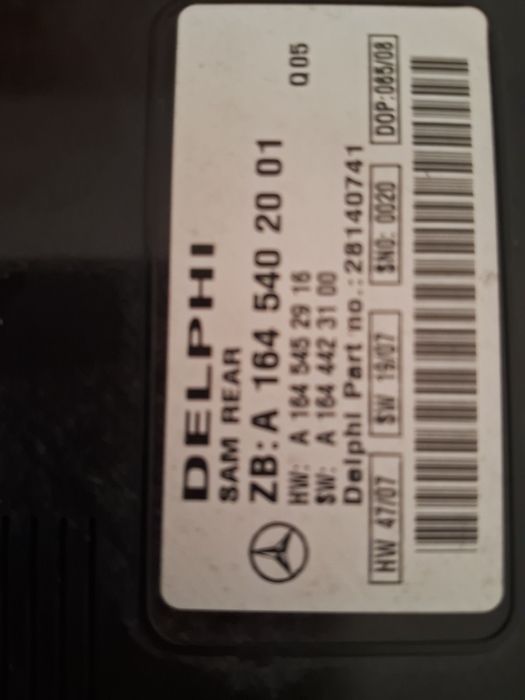 DELPHI
SAM REAR
ZB: A 164 540 20 01 Q05
HW: A 164 545 29 16
SW: A 164 442 31 00
Delphi Part no.:28140741
HW 47/07 SW 19/07 SNO: 0020 DOP:065/08